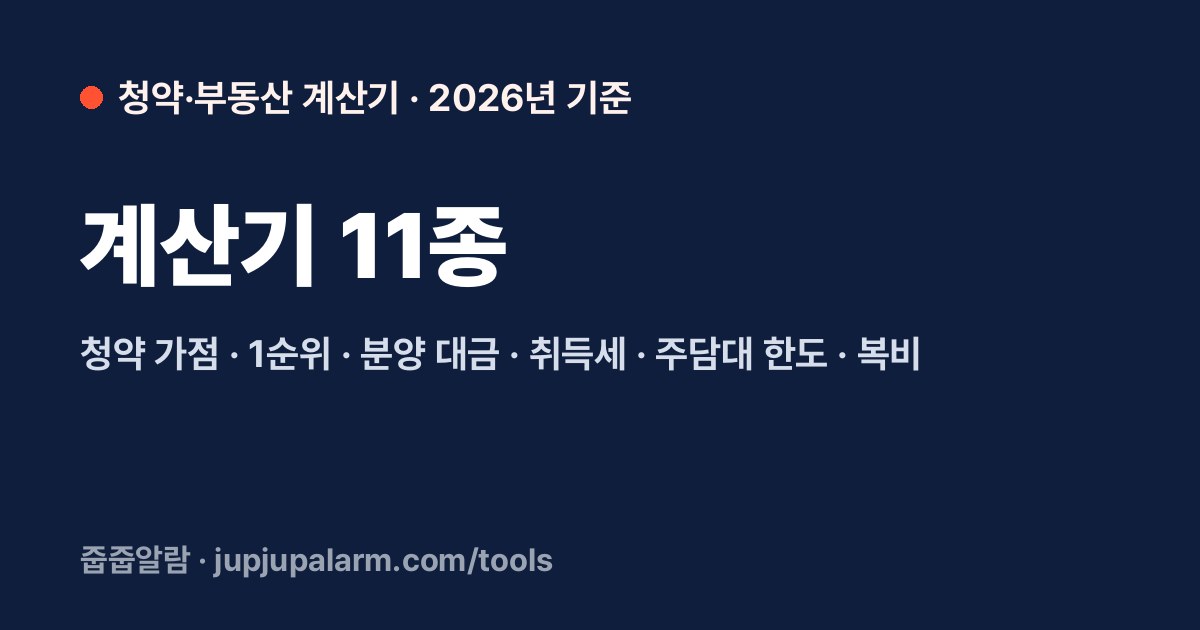 청약·부동산 계산기 · 2026년 기준
계산기 11종
청약 가점 · 1순위 · 분양 대금 · 취득세 · 주담대 한도 · 복비
줍줍알람 · jupjupalarm.com/tools